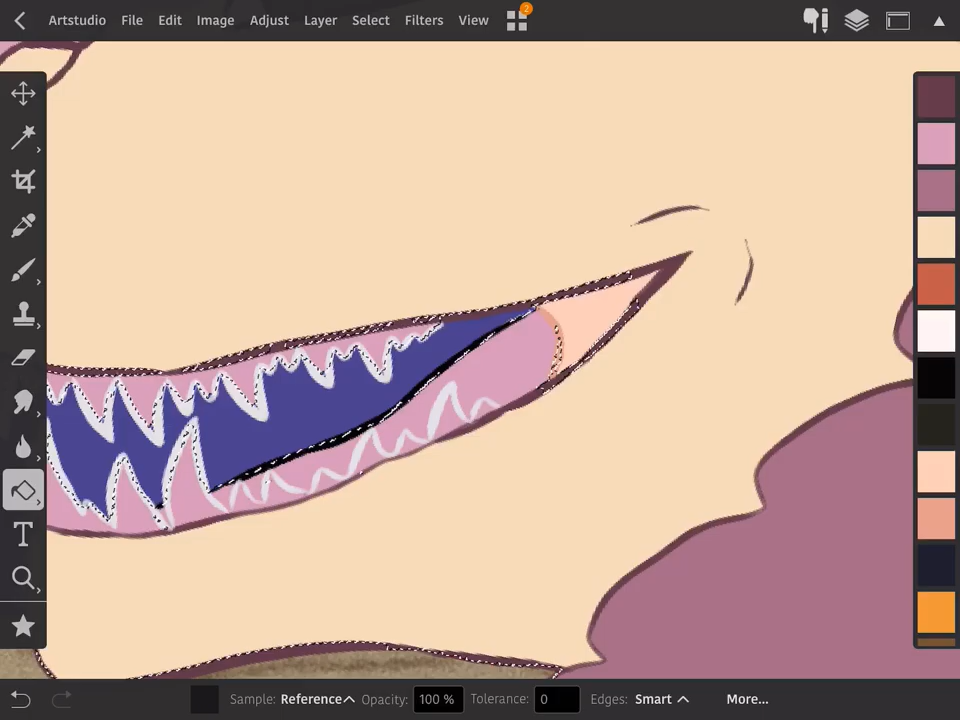 Artstudio File Edit Image Adjust Layer Select Filters View 2
T
Sample: Reference Opacity: 100 % Tolerance: 0 Edges: Smart More...